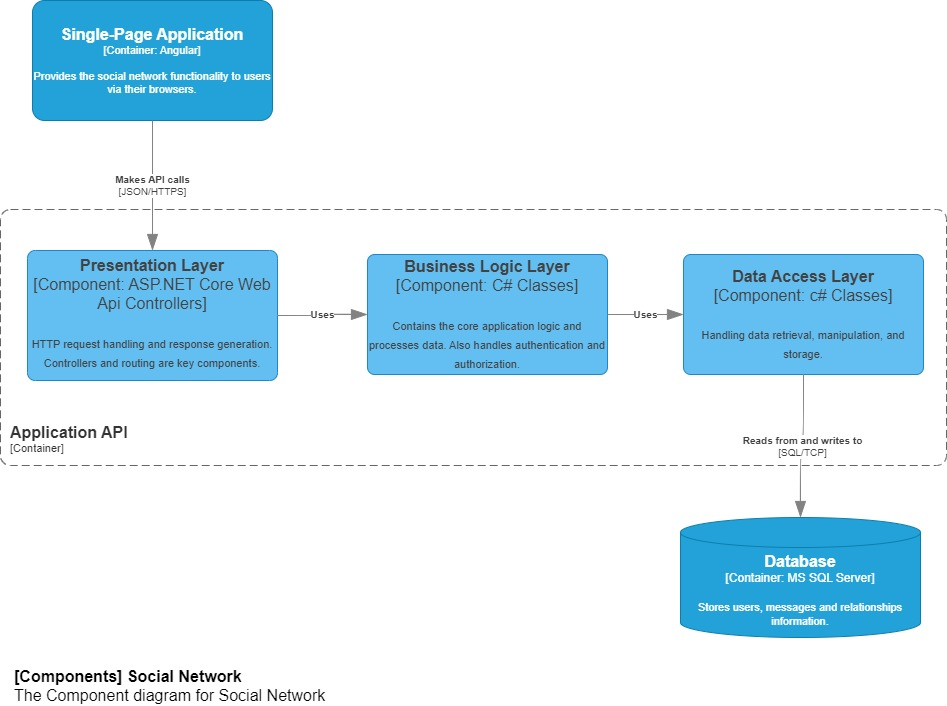 Single-Page Application
[Container: Angular]
Provides the social network functionality to users
via their browsers.
Makes API calls
[JSON/HTTPS]
Presentation Layer
[Component: ASP.NET Core Web
Api Controllers]
HTTP request handling and response generation.
Controllers and routing are key components.
Uses
Business Logic Layer
[Component: C# Classes]
Contains the core application logic and
processes data. Also handles authentication and
authorization.
Uses
Data Access Layer
[Component: c# Classes]
Handling data retrieval, manipulation, and
storage.
Application API
[Container]
Reads from and writes to
[SQL/TCP]
Database
[Container: MS SQL Server]
Stores users, messages and relationships
information.
[Components] Social Network
The Component diagram for Social Network